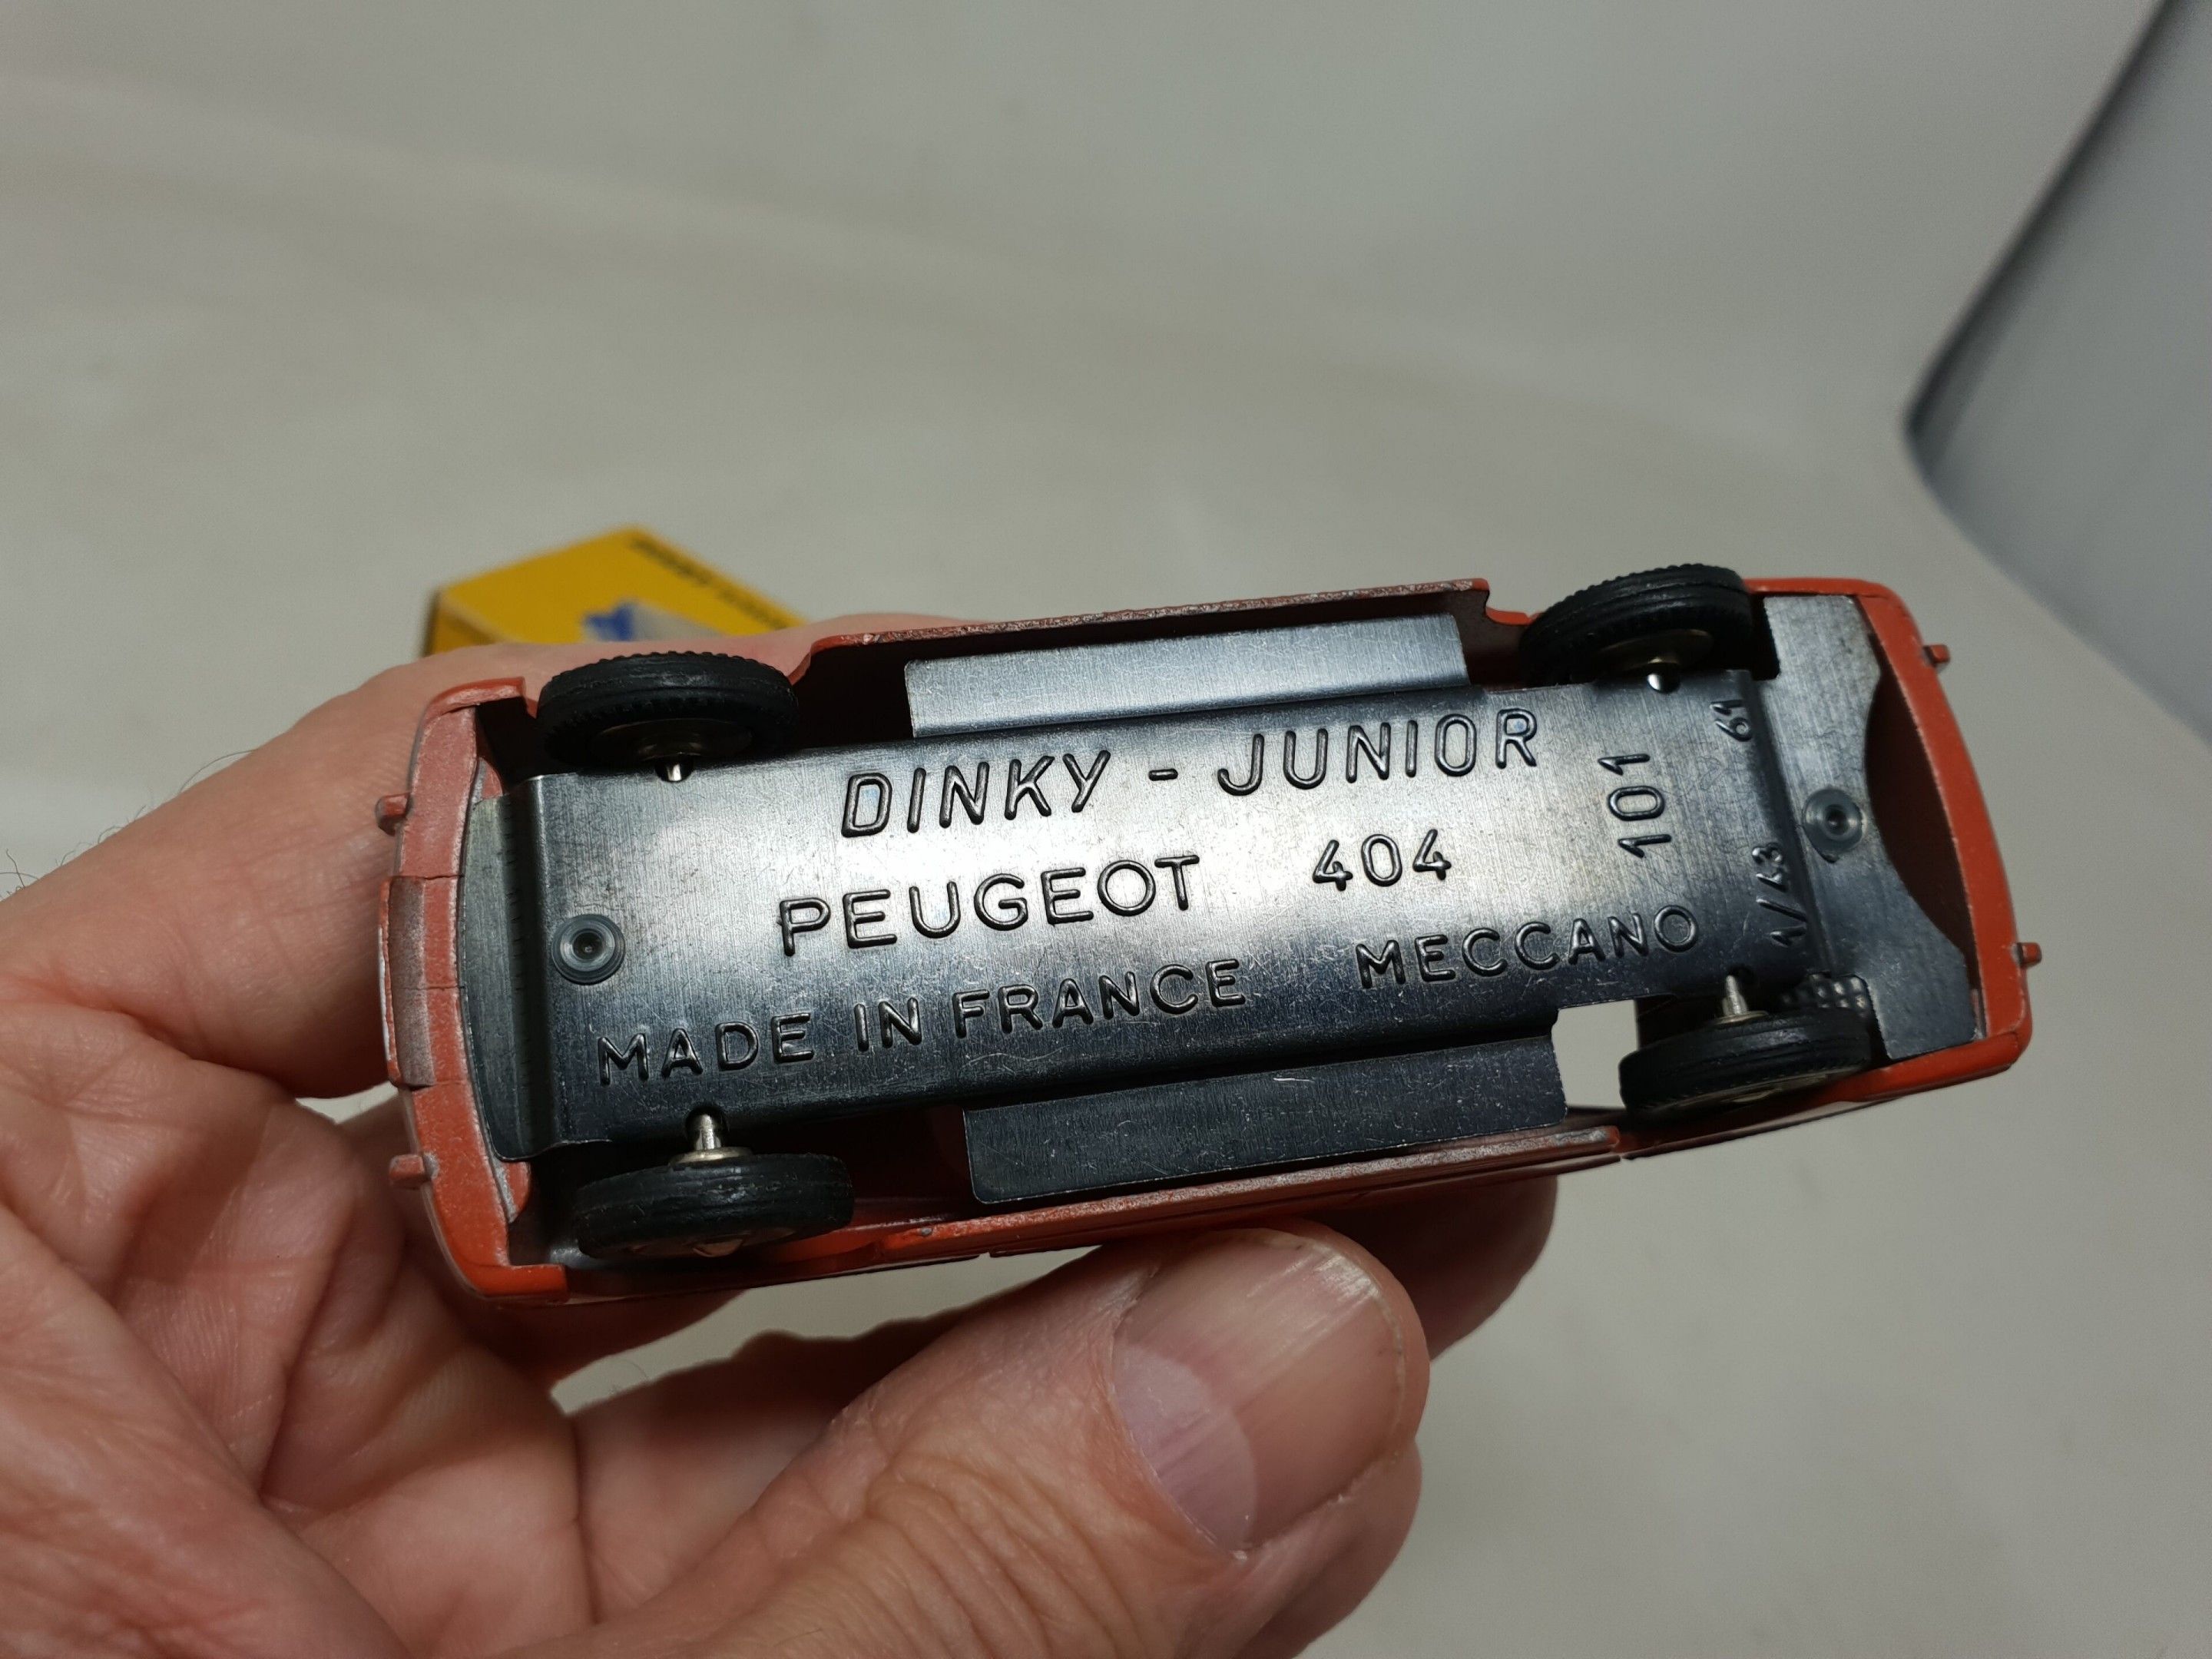 DINKY - JUNIOR
PEUGEOT 404
MADE IN FRANCE MECCANO
101
61
1/43